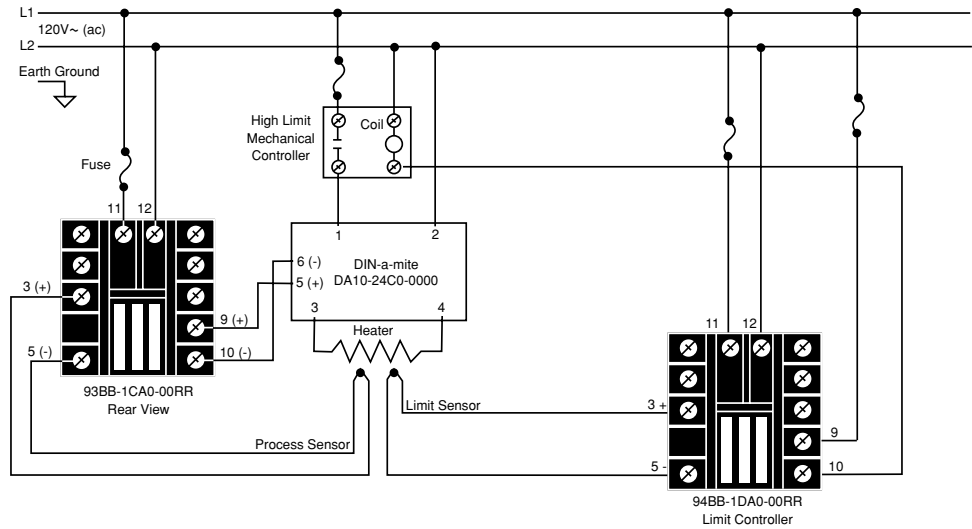 L1
120V~ (ac)
L2
Earth Ground
High Limit
Mechanical
Controller
Coil
Fuse
11
12
1
2
6 (-)
5 (+)
DIN-a-mite
DA10-24C0-0000
3 (+)
3
4
9 (+)
Heater
11
12
5 (-)
10 (-)
93BB-1CA0-00RR
Rear View
Limit Sensor
3 +
9
Process Sensor
5 -
10
94BB-1DA0-00RR
Limit Controller